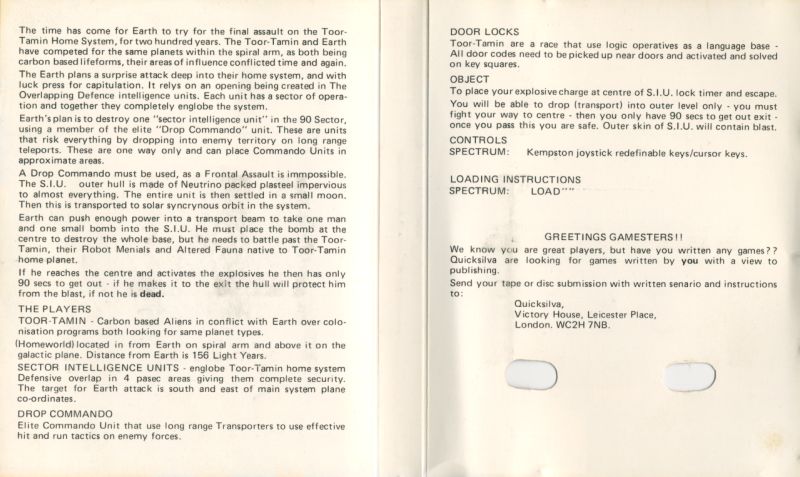 The time has come for Earth to try for the final assault on the Toor-
Tamin Home System, for two hundred years. The Toor-Tamin and Earth
have competed for the same planets within the spiral arm, as both being
carbon based lifeforms, their areas of influence conflicted time and again.
The Earth plans a surprise attack deep into their home system, and with
luck press for capitulation. It relys on an opening being created in The
Overlapping Defence intelligence units. Each unit has a sector of opera-
tion and together they completely englobe the system.
Earth's plan is to destroy one "sector intelligence unit" in the 90 Sector,
using a member of the elite "Drop Commando" unit. These are units
that risk everything by dropping into enemy territory on long range
teleports. These are one way only and can place Commando Units in
approximate areas.
A Drop Commando must be used, as a Frontal Assault is immpossible.
The S.I.U. outer hull is made of Neutrino packed plasteel impervious
to almost everything. The entire unit is then settled in a small moon.
Then this is transported to solar syncrynous orbit in the system.
Earth can push enough power into a transport beam to take one man
and one small bomb into the S.I.U. He must place the bomb at the
centre to destroy the whole base, but he needs to battle past the Toor-
Tamin, their Robot Menials and Altered Fauna native to Toor-Tamin
home planet.
If he reaches the centre and activates the explosives he then has only
90 secs to get out - if he makes it to the exit the hull will protect him
from the blast, if not he is dead.
THE PLAYERS
TOOR-TAMIN - Carbon based Aliens in conflict with Earth over colo-
nisation programs both looking for same planet types.
(Homeworld) located in from Earth on spiral arm and above it on the
galactic plane. Distance from Earth is 156 Light Years.
SECTOR INTELLIGENCE UNITS - englobe Toor-Tamin home system
Defensive overlap in 4 pasec areas giving them complete security.
The target for Earth attack is south and east of main system plane
co-ordinates.
DROP COMMANDO
Elite Commando Unit that use long range Transporters to use effective
hit and run tactics on enemy forces.
DOOR LOCKS
Toor-Tamin are a race that use logic operatives as a language base -
All door codes need to be picked up near doors and activated and solved
on key squares.
OBJECT
To place your explosive charge at centre of S.I.U. lock timer and escape.
You will be able to drop (transport) into outer level only - you must
fight your way to centre - then you only have 90 secs to get out exit -
once you pass this you are safe. Outer skin of S.I.U. will contain blast.
CONTROLS
SPECTRUM: Kempston joystick redefinable keys/cursor keys.
LOADING INSTRUCTIONS
SPECTRUM: LOAD""
GREETINGS GAMESTERS!!
We know you are great players, but have you written any games??
Quicksilva are looking for games written by you with a view to
publishing.
Send your tape or disc submission with written senario and instructions
to:
Quicksilva,
Victory House, Leicester Place,
London. WC2H 7NB.